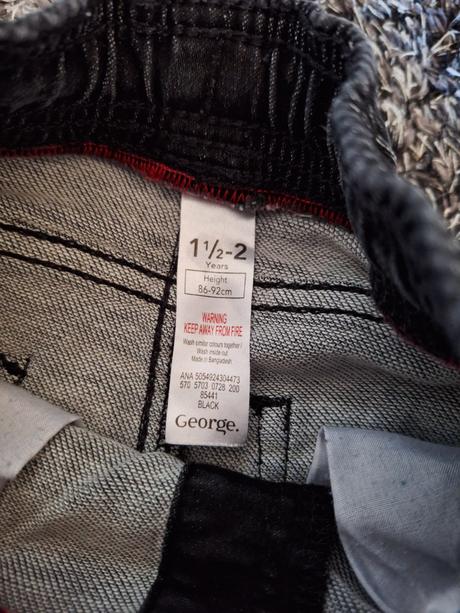 1½-2
Years
Height
86-92cm
WARNING
KEEP AWAY FROM FIRE
Wash similar colours together /
Wash inside out
Made in Bangladesh
ANA 5054924304473
570 5703 0728 200
85441
BLACK
George.